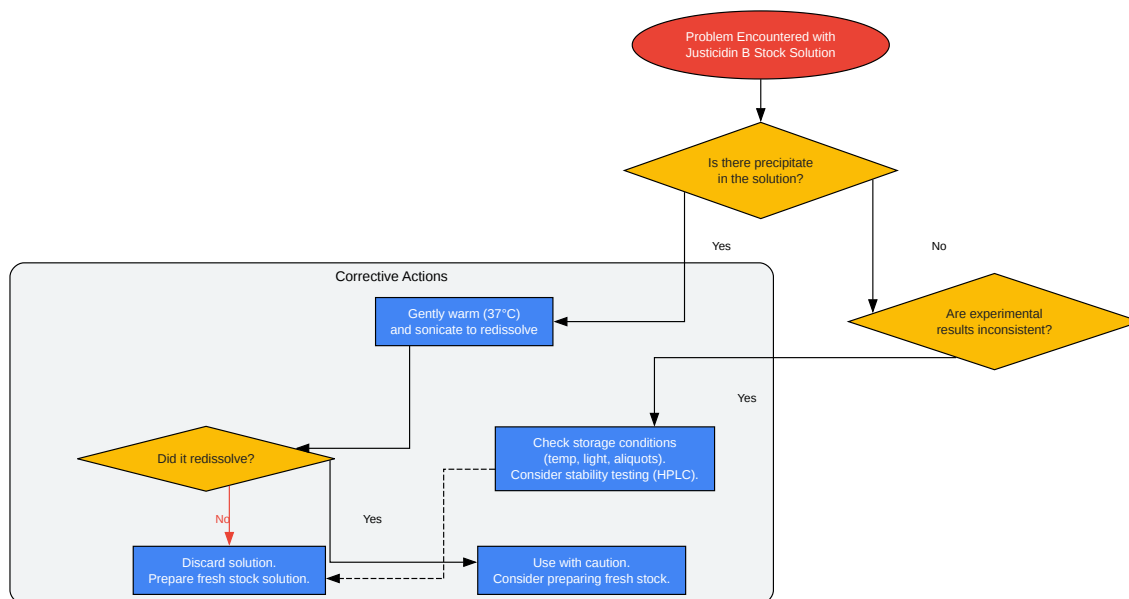 Problem Encountered with
Justicidin B Stock Solution
Is there precipitate
in the solution?
Yes
No
Corrective Actions
Gently warm (37°C)
and sonicate to redissolve
Are experimental
results inconsistent?
Yes
Check storage conditions
(temp, light, aliquots).
Consider stability testing (HPLC).
Did it redissolve?
No
Yes
Discard solution.
Prepare fresh stock solution.
Use with caution.
Consider preparing fresh stock.